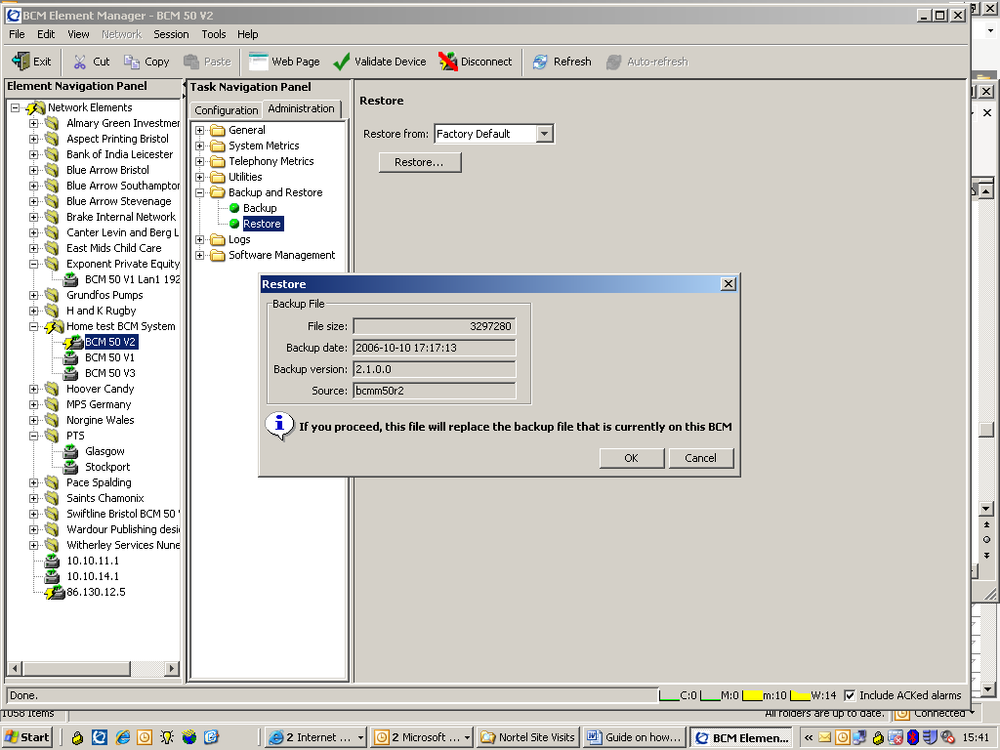 BCM Element Manager - BCM 50 V2
File Edit View Network Session Tools Help
Exit Cut Copy Paste Web Page Validate Device Disconnect Refresh Auto-refresh
Element Navigation Panel
Network Elements
Almary Green Investmer
Aspect Printing Bristol
Bank of India Leicester
Blue Arrow Bristol
Blue Arrow Southamptor
Blue Arrow Stevenage
Brake Internal Network
Canter Levin and Berg L
East Mids Child Care
Exponent Private Equity
BCM 50 V1 Lan1 192
Grundfos Pumps
H and K Rugby
Home test BCM System
BCM 50 V2
BCM 50 V1
BCM 50 V3
Hoover Candy
MPS Germany
Norgine Wales
PTS
Glasgow
Stockport
Pace Spalding
Saints Chamonix
Swiftline Bristol BCM 50
Wardour Publishing desi
Witherley Services Nune
10.10.11.1
10.10.14.1
86.130.12.5
Task Navigation Panel
Configuration Administration
General
System Metrics
Telephony Metrics
Utilities
Backup and Restore
Backup
Restore
Logs
Software Management
Restore
Restore from: Factory Default
Restore...
Restore
Backup File
File size: 3297280
Backup date: 2006-10-10 17:17:13
Backup version: 2.1.0.0
Source: bcmm50r2
If you proceed, this file will replace the backup file that is currently on this BCM
OK Cancel
Done. C:0 M:0 m:10 W:14 Include ACKed alarms
1058 Items All folders are up to date. Connected
Start 2 Internet ... 2 Microsoft ... Nortel Site Visits Guide on how... BCM Elemen... « 15:41